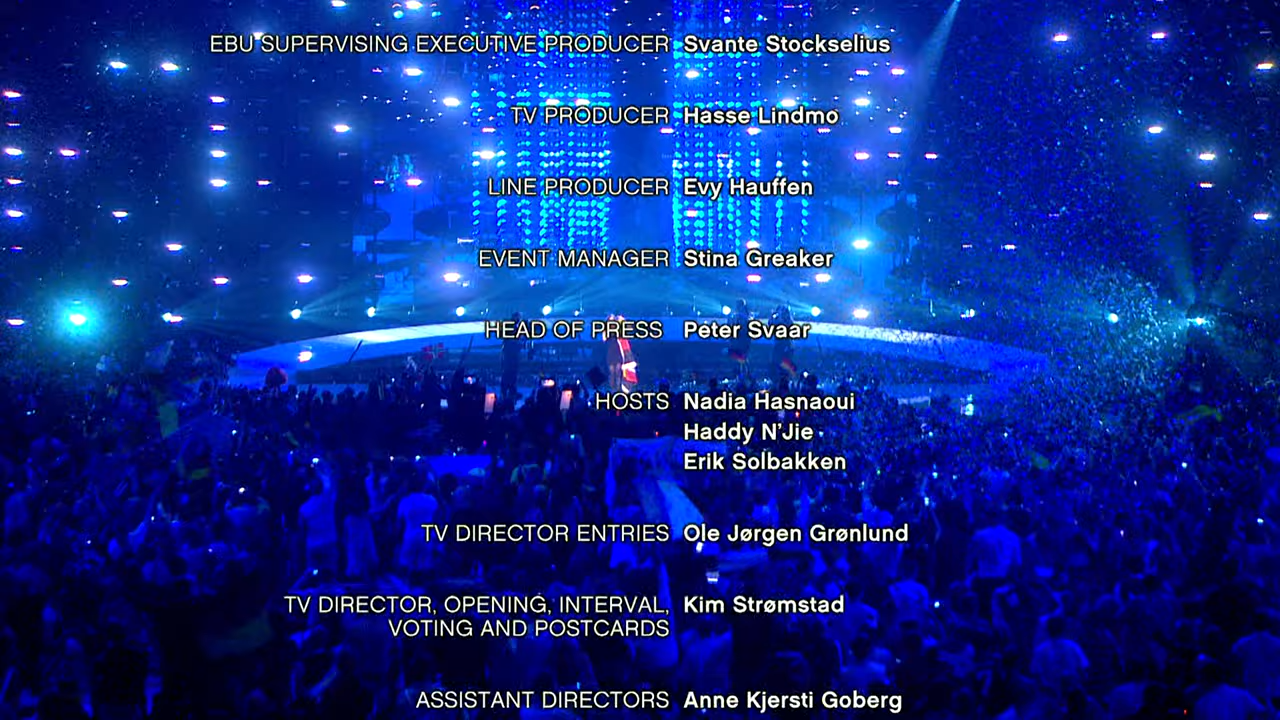 EBU SUPERVISING EXECUTIVE PRODUCER Svante Stockselius
TV PRODUCER Hasse Lindmo
LINE PRODUCER Evy Hauffen
EVENT MANAGER Stina Greaker
HEAD OF PRESS Peter Svaar
HOSTS Nadia Hasnaoui
Haddy N'Jie
Erik Solbakken
TV DIRECTOR ENTRIES Ole Jørgen Grønlund
TV DIRECTOR, OPENING, INTERVAL, Kim Strømstad
VOTING AND POSTCARDS
ASSISTANT DIRECTORS Anne Kjersti Goberg